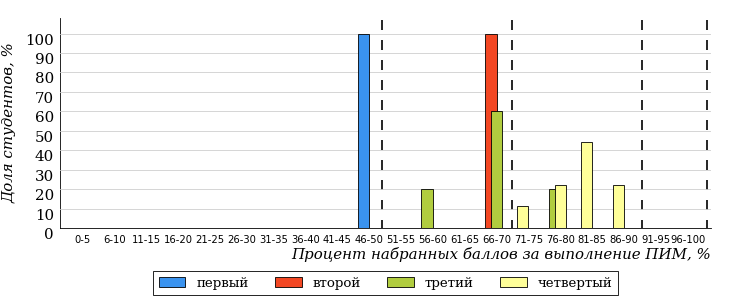 Доля студентов, %
100
90
80
70
60
50
40
30
20
10
0
0-5 6-10 11-15 16-20 21-25 26-30 31-35 36-40 41-45 46-50 51-55 56-60 61-65 66-70 71-75 76-80 81-85 86-90 91-95 96-100
Процент набранных баллов за выполнение ПИМ, %
первый второй третий четвертый